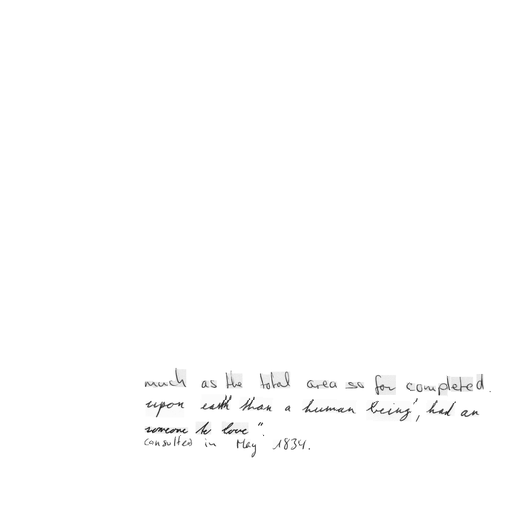 much as the total area so far completed.
upon earth than a human being', had an
someone to love".
consulted in May 1834.